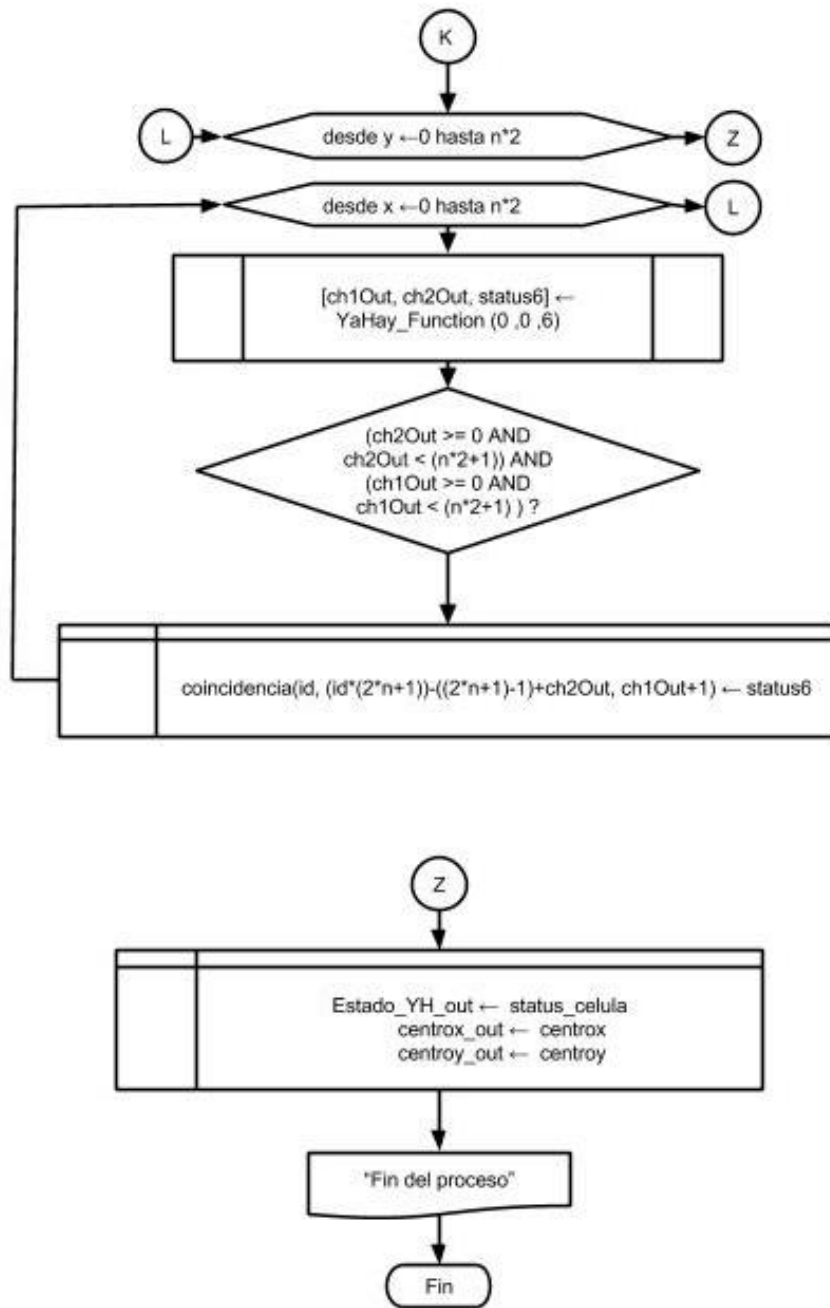 K
L
desde y ←0 hasta n*2
Z
desde x ←0 hasta n*2
L
[ch1Out, ch2Out, status6] ←
YaHay_Function (0 ,0 ,6)
(ch2Out >= 0 AND
ch2Out < (n*2+1)) AND
(ch1Out >= 0 AND
ch1Out < (n*2+1) ) ?
coincidencia(id, (id*(2*n+1))-((2*n+1)-1)+ch2Out, ch1Out+1) ← status6
Z
Estado_YH_out ← status_celula
centrox_out ← centrox
centroy_out ← centroy
"Fin del proceso"
Fin